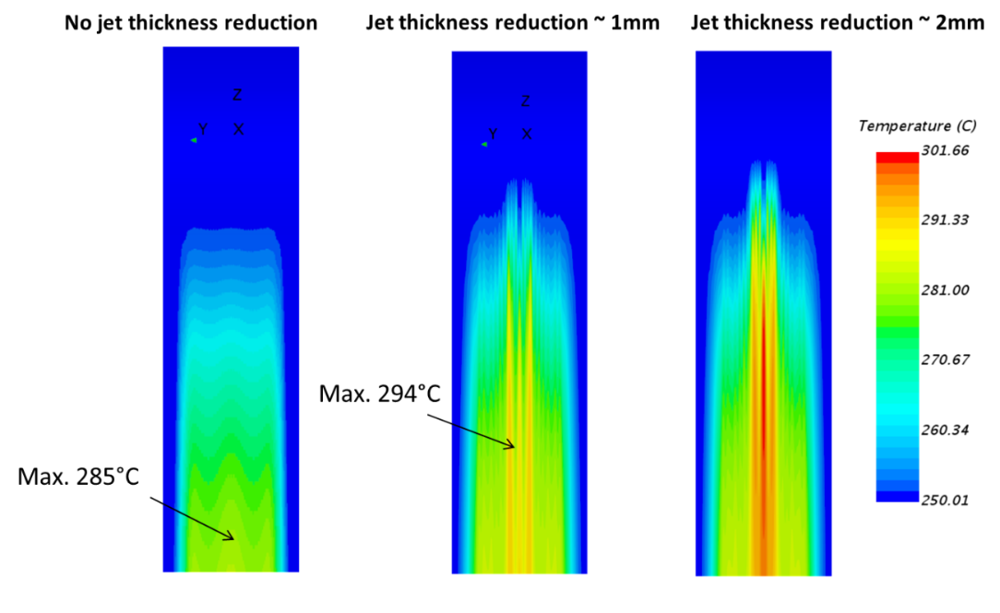 No jet thickness reduction
Jet thickness reduction ~ 1mm
Jet thickness reduction ~ 2mm
Z
Y X
Z
Y X
Temperature (C)
301.66
291.33
281.00
270.67
260.34
250.01
Max. 294°C
Max. 285°C